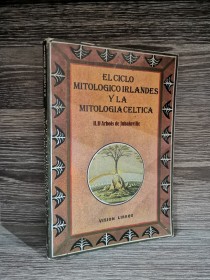 EL CICLO
MITOLOGICO IRLANDES
Y LA
MITOLOGIA CELTICA
H. D'Arbois de Jubainville
VISION LIBROS